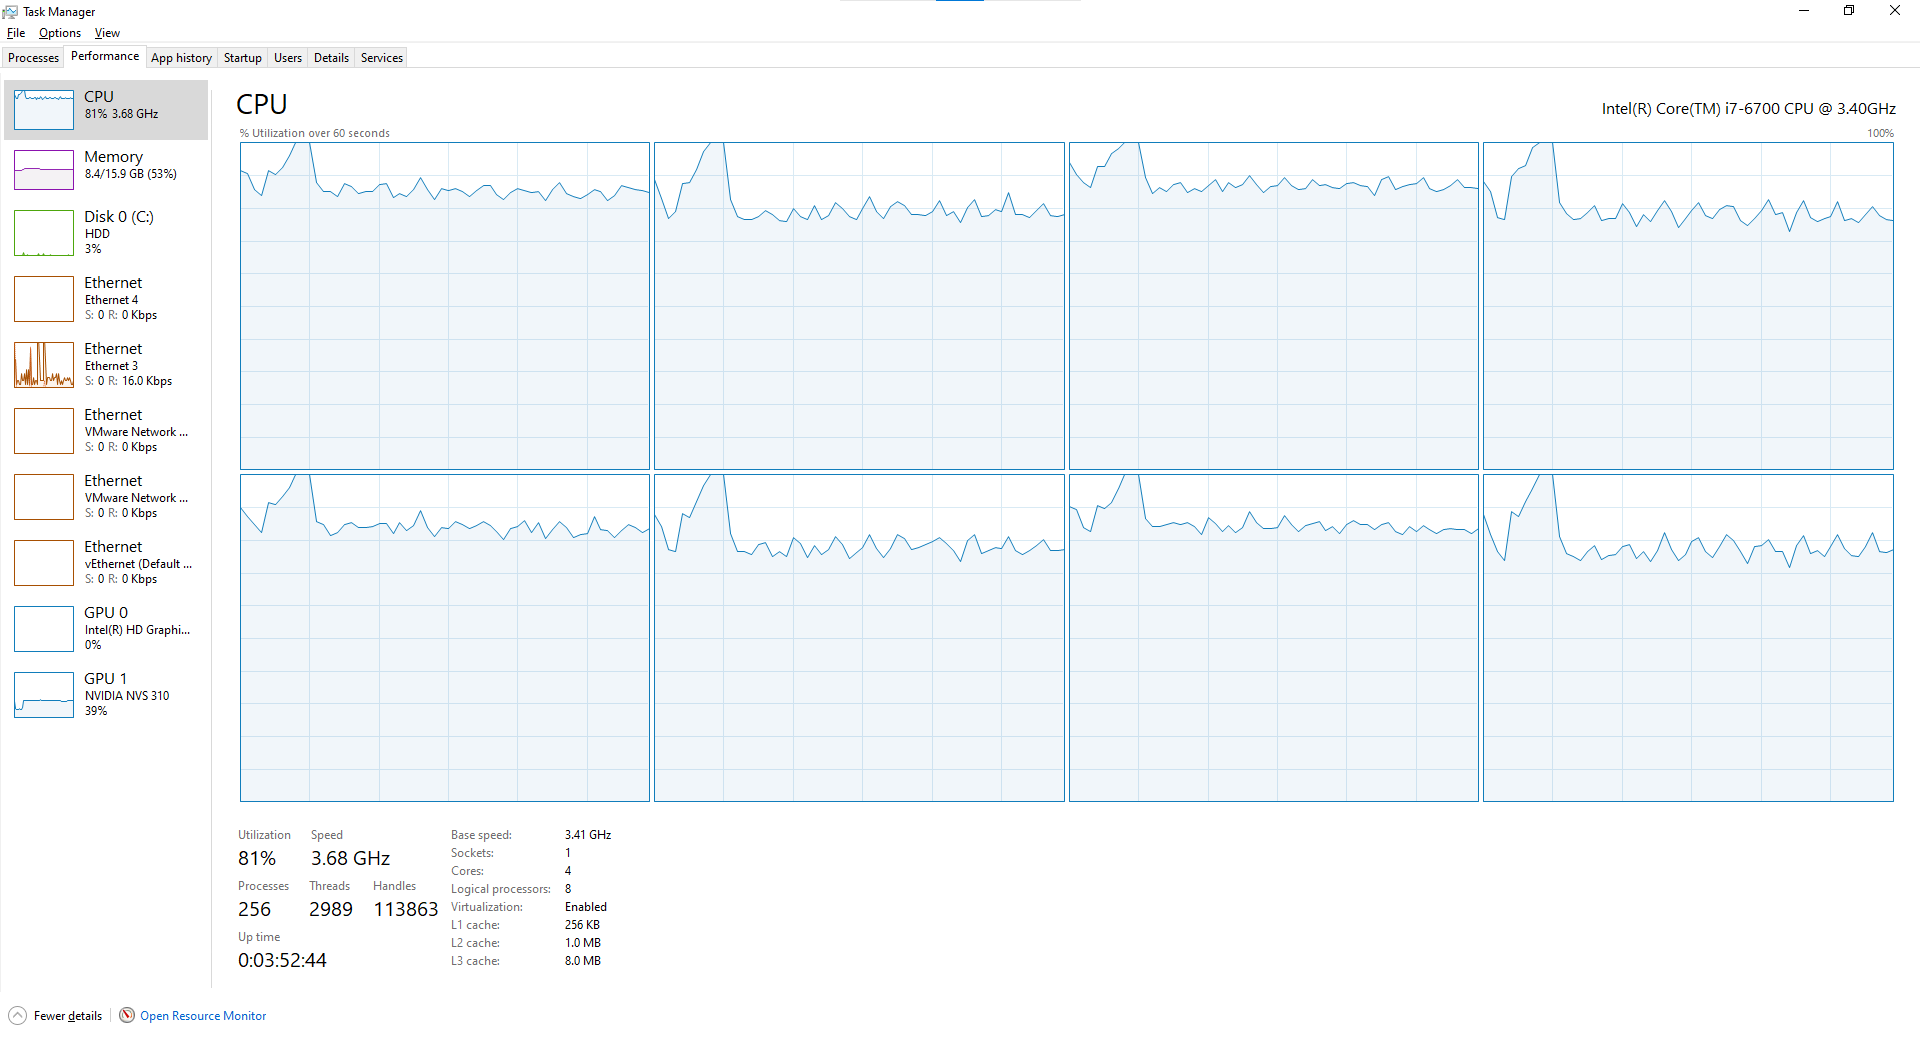 Task Manager
File Options View
Processes Performance App history Startup Users Details Services
CPU
81% 3.68 GHz
Memory
8.4/15.9 GB (53%)
Disk 0 (C:)
HDD
3%
Ethernet
Ethernet 4
S: 0 R: 0 Kbps
Ethernet
Ethernet 3
S: 0 R: 16.0 Kbps
Ethernet
VMware Network ...
S: 0 R: 0 Kbps
Ethernet
VMware Network ...
S: 0 R: 0 Kbps
Ethernet
vEthernet (Default ...
S: 0 R: 0 Kbps
GPU 0
Intel(R) HD Graphi...
0%
GPU 1
NVIDIA NVS 310
39%
CPU
Intel(R) Core(TM) i7-6700 CPU @ 3.40GHz
% Utilization over 60 seconds
100%
Utilization Speed
81% 3.68 GHz
Processes Threads Handles
256 2989 113863
Up time
0:03:52:44
Base speed: 3.41 GHz
Sockets: 1
Cores: 4
Logical processors: 8
Virtualization: Enabled
L1 cache: 256 KB
L2 cache: 1.0 MB
L3 cache: 8.0 MB
Fewer details Open Resource Monitor